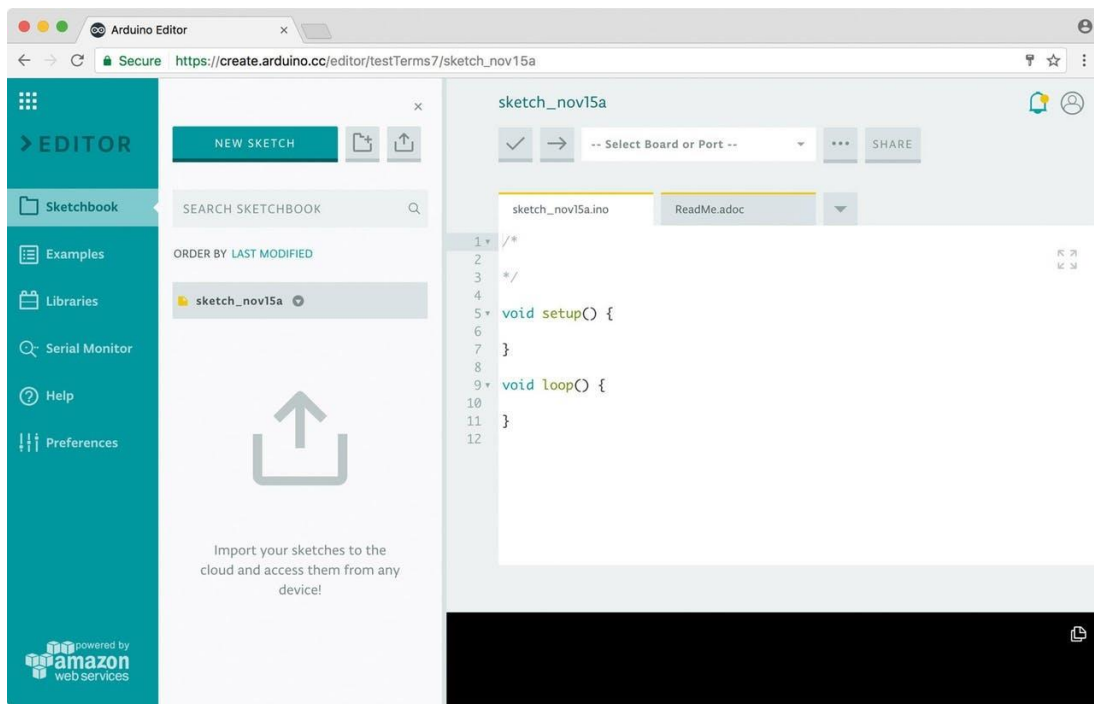 Arduino Editor
Secure https://create.arduino.cc/editor/testTerms7/sketch_nov15a
EDITOR
Sketchbook
Examples
Libraries
Serial Monitor
Help
Preferences
powered by
amazon
web services
NEW SKETCH
SEARCH SKETCHBOOK
ORDER BY LAST MODIFIED
sketch_nov15a
Import your sketches to the
cloud and access them from any
device!
sketch_nov15a
-- Select Board or Port --
SHARE
sketch_nov15a.ino ReadMe.adoc
1 /*
2
3 */
4
5 void setup() {
6
7 }
8
9 void loop() {
10
11 }
12